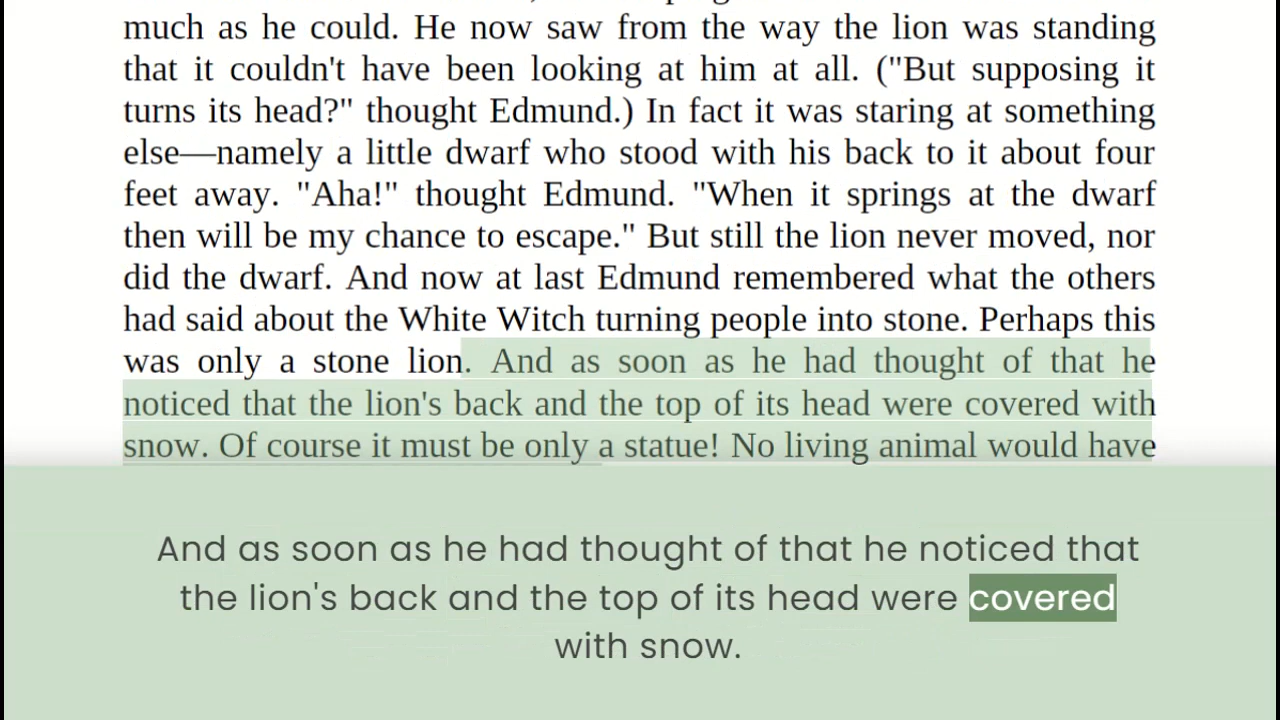 much as he could. He now saw from the way the lion was standing
that it couldn't have been looking at him at all. ("But supposing it
turns its head?" thought Edmund.) In fact it was staring at something
else—namely a little dwarf who stood with his back to it about four
feet away. "Aha!" thought Edmund. "When it springs at the dwarf
then will be my chance to escape." But still the lion never moved, nor
did the dwarf. And now at last Edmund remembered what the others
had said about the White Witch turning people into stone. Perhaps this
was only a stone lion. And as soon as he had thought of that he
noticed that the lion's back and the top of its head were covered with
snow. Of course it must be only a statue! No living animal would have
And as soon as he had thought of that he noticed that
the lion's back and the top of its head were covered
with snow.